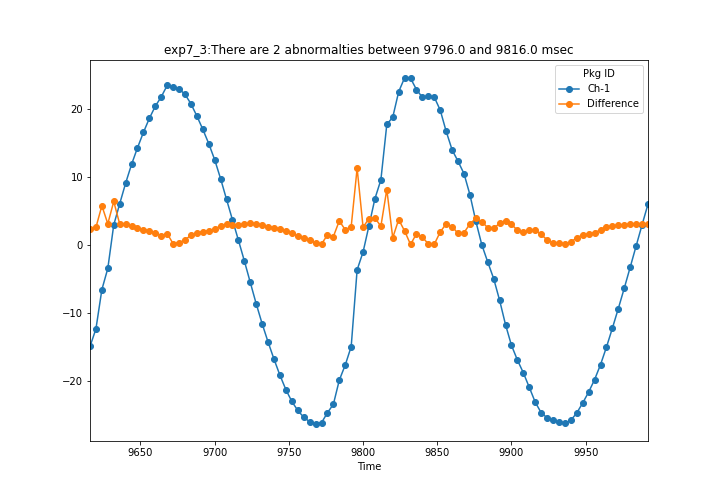 exp7_3:There are 2 abnormalties between 9796.0 and 9816.0 msec
Pkg ID
Ch-1
Difference
20
10
0
−10
−20
9650
9700
9750
9800
9850
9900
9950
Time